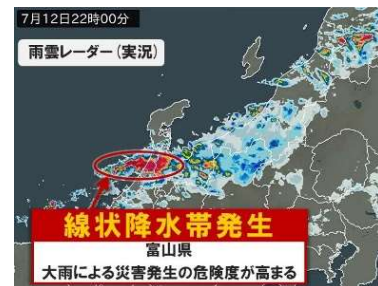 7月12日22時00分
雨雲レーダー(実況)
線状降水帯発生
富山県
大雨による災害発生の危険度が高まる